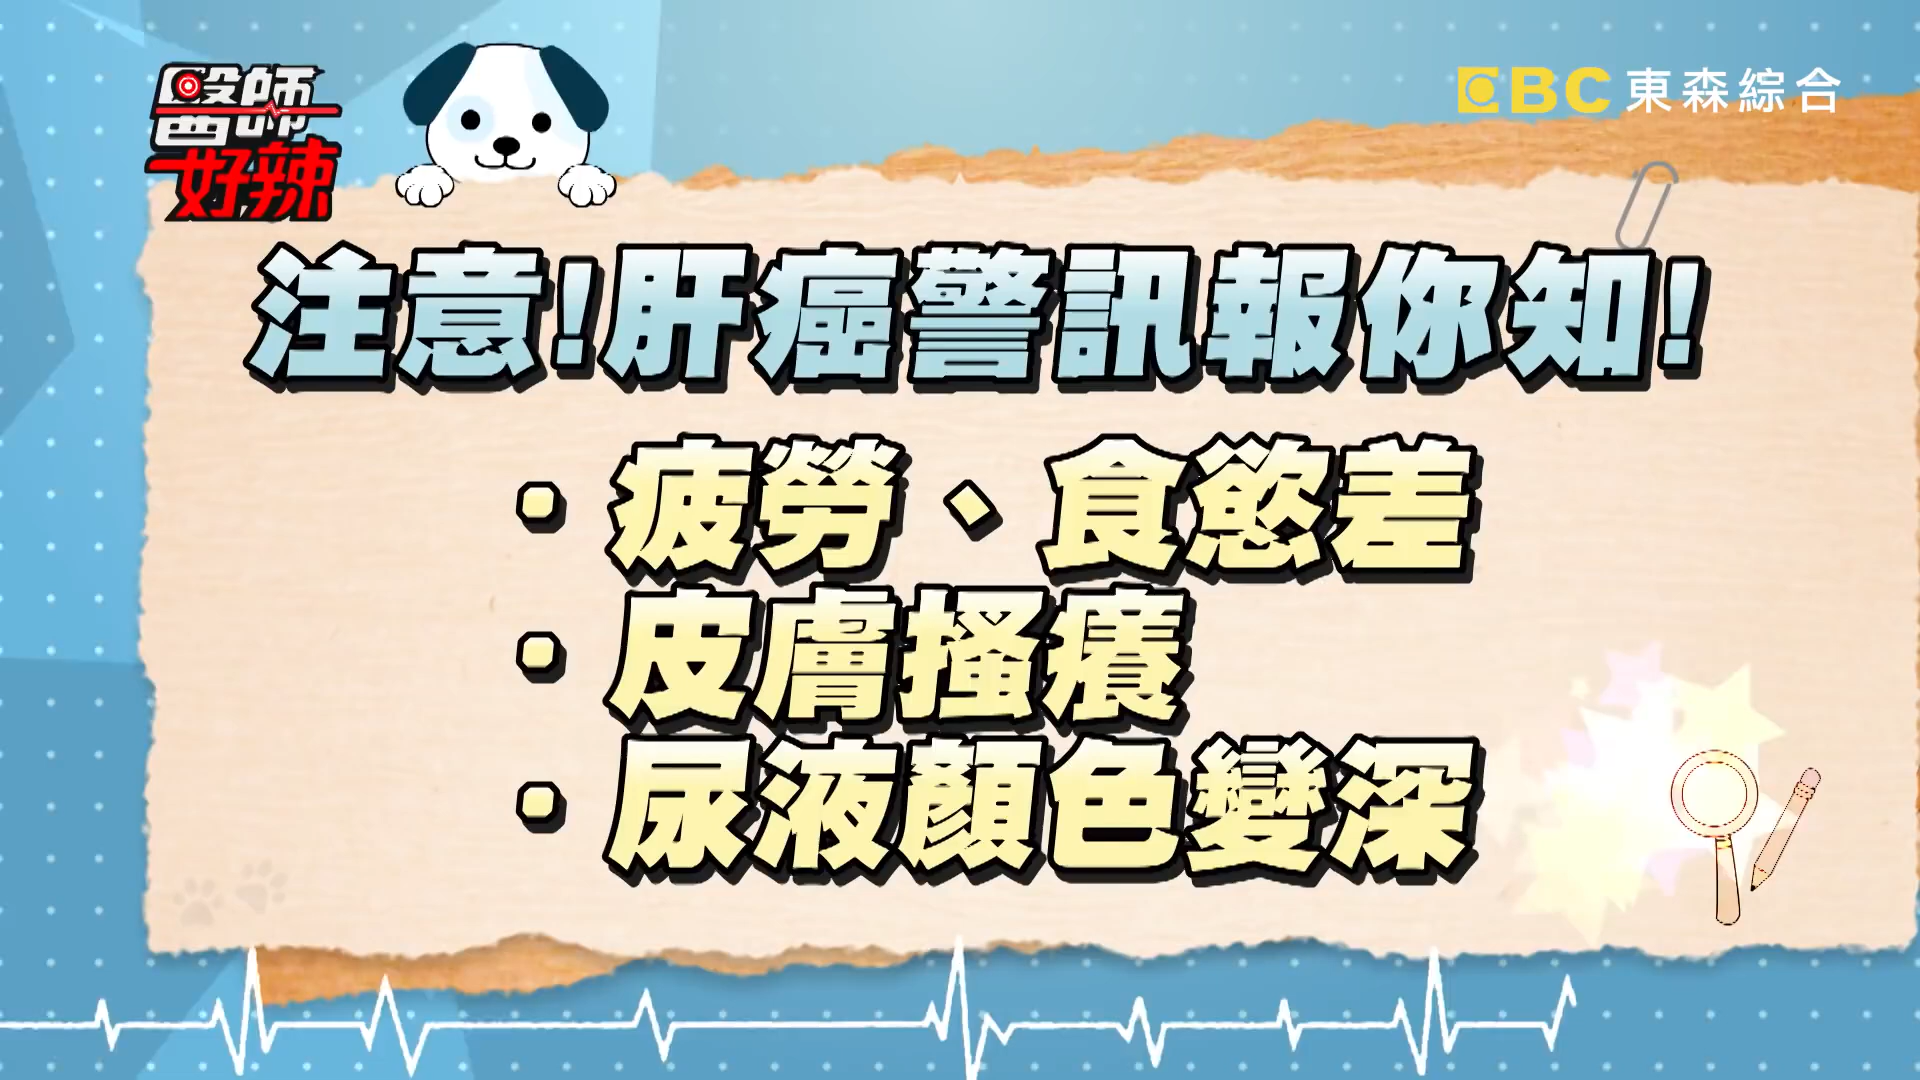 醫師
好辣
EBC 東森綜合
注意!肝癌警訊報你知!
·疲勞、食慾差
·皮膚搔癢
·尿液顏色變深